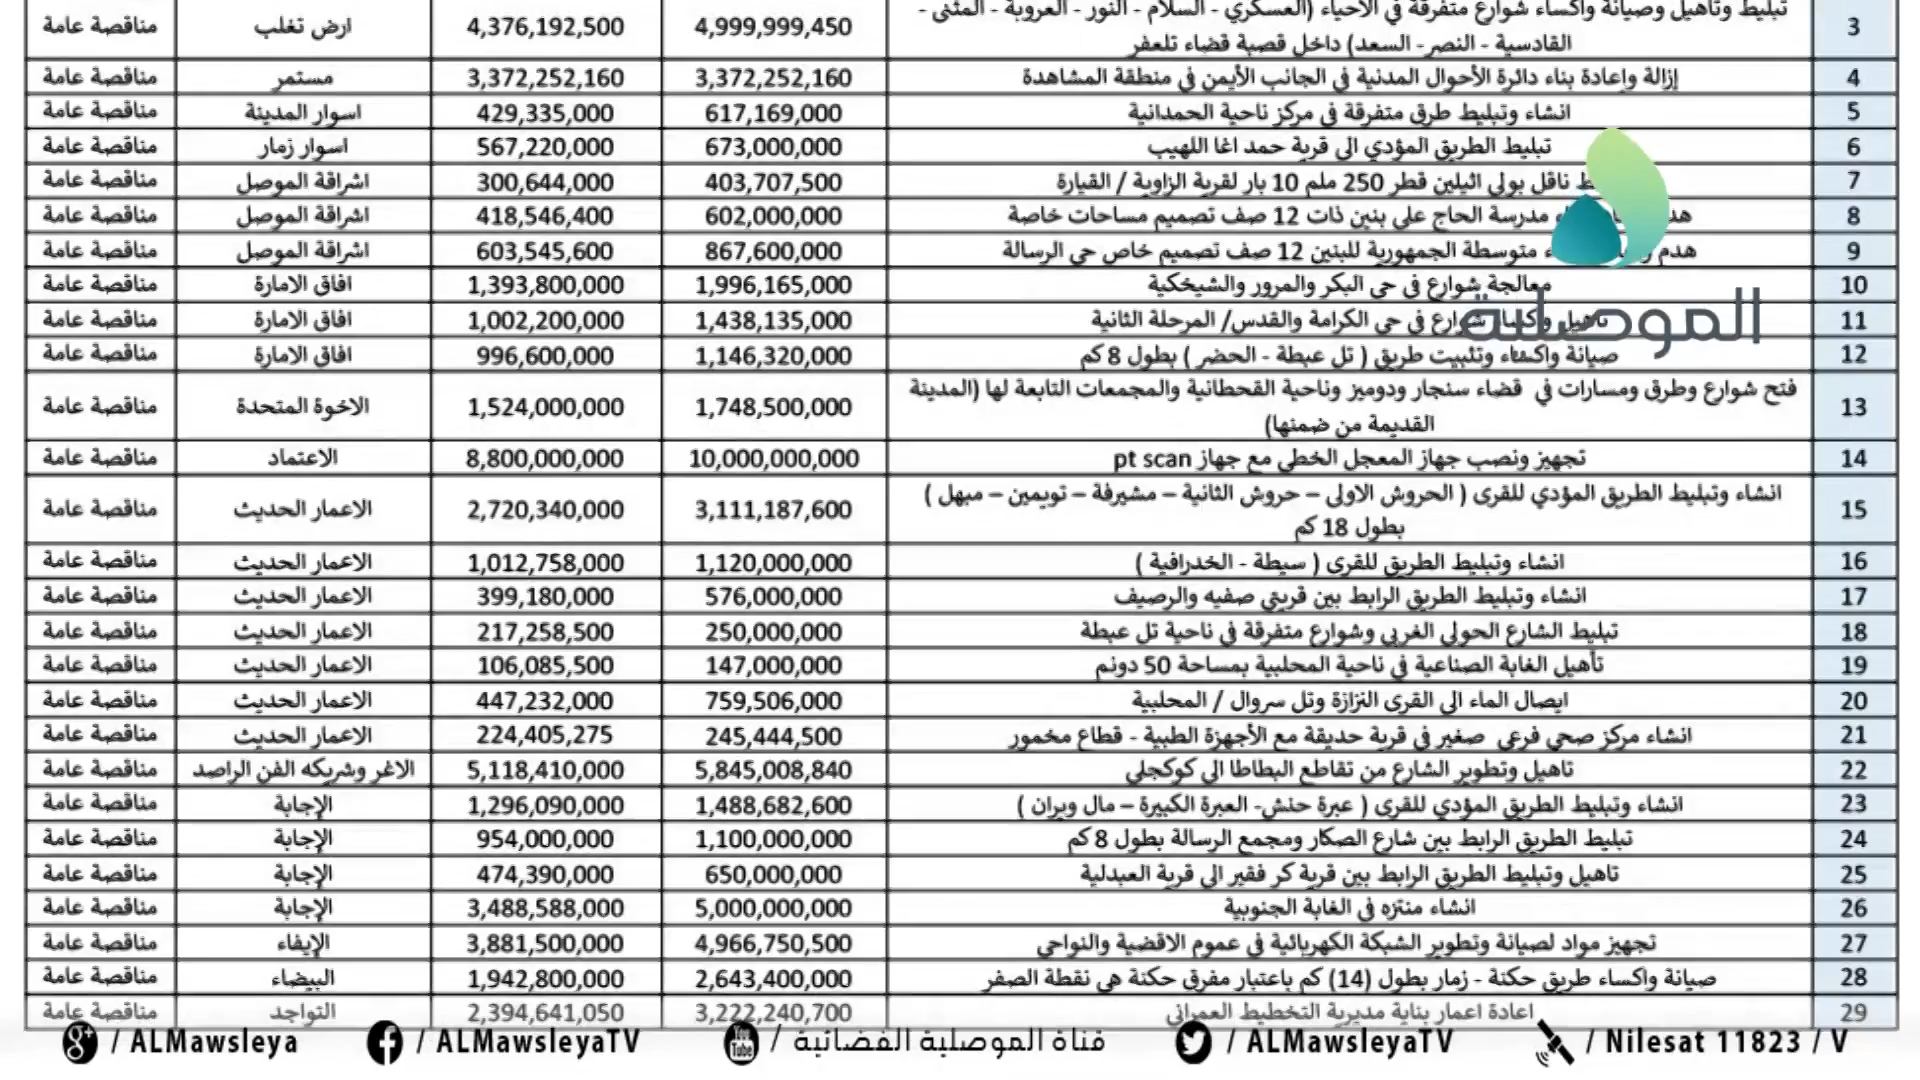 3 تبليط وتاهيل وصيانة واكساء شوارع متفرقة في الاحياء (العسكري - السلام - النور - العروبة - المثنى - القادسية - النصر- السعد) داخل قصبة قضاء تلعفر 4,999,999,450 4,376,192,500 ارض تغلب مناقصة عامة
4 إزالة وإعادة بناء دائرة الأحوال المدنية في الجانب الأيمن في منطقة المشاهدة 3,372,252,160 3,372,252,160 مستمر مناقصة عامة
5 انشاء وتبليط طرق متفرقة في مركز ناحية الحمدانية 617,169,000 429,335,000 اسوار المدينة مناقصة عامة
6 تبليط الطريق المؤدي الى قرية حمد اغا اللهيب 673,000,000 567,220,000 اسوار زمار مناقصة عامة
7 ناقل بولي اثيلين قطر 250 ملم 10 بار لقرية الزاوية / القيارة 403,707,500 300,644,000 اشراقة الموصل مناقصة عامة
8 مدرسة الحاج علي بنين ذات 12 صف تصميم مساحات خاصة 602,000,000 418,546,400 اشراقة الموصل مناقصة عامة
9 هدم متوسطة الجمهورية للبنين 12 صف تصميم خاص حي الرسالة 867,600,000 603,545,600 اشراقة الموصل مناقصة عامة
10 معالجة شوارع في حي البكر والمرور والشيخكية 1,996,165,000 1,393,800,000 افاق الامارة مناقصة عامة
11 تاهيل واكساء شوارع في حي الكرامة والقدس/ المرحلة الثانية 1,438,135,000 1,002,200,000 افاق الامارة مناقصة عامة
الموصلية
12 صيانة واكساء وتثبيت طريق ( تل عبطة - الحضر ) بطول 8 كم 1,146,320,000 996,600,000 افاق الامارة مناقصة عامة
13 فتح شوارع وطرق ومسارات في قضاء سنجار ودوميز وناحية القحطانية والمجمعات التابعة لها (المدينة القديمة من ضمنها) 1,748,500,000 1,524,000,000 الاخوة المتحدة مناقصة عامة
14 تجهيز ونصب جهاز المعجل الخطي مع جهاز pt scan 10,000,000,000 8,800,000,000 الاعتماد مناقصة عامة
15 انشاء وتبليط الطريق المؤدي للقرى ( الحروش الاولى – حروش الثانية – مشيرفة – تويمين – مبهل ) بطول 18 كم 3,111,187,600 2,720,340,000 الاعمار الحديث مناقصة عامة
16 انشاء وتبليط الطريق للقرى ( سيطة - الخدرافية ) 1,120,000,000 1,012,758,000 الاعمار الحديث مناقصة عامة
17 انشاء وتبليط الطريق الرابط بين قريتي صفيه والرصيف 576,000,000 399,180,000 الاعمار الحديث مناقصة عامة
18 تبليط الشارع الحولي الغربي وشوارع متفرقة في ناحية تل عبطة 250,000,000 217,258,500 الاعمار الحديث مناقصة عامة
19 تأهيل الغابة الصناعية في ناحية المحلبية بمساحة 50 دونم 147,000,000 106,085,500 الاعمار الحديث مناقصة عامة
20 ايصال الماء الى القرى النزازة وتل سروال / المحلبية 759,506,000 447,232,000 الاعمار الحديث مناقصة عامة
21 انشاء مركز صحي فرعي صغير في قرية حديقة مع الأجهزة الطبية - قطاع مخمور 245,444,500 224,405,275 الاعمار الحديث مناقصة عامة
22 تاهيل وتطوير الشارع من تقاطع البطاطا الى كوكجلي 5,845,008,840 5,118,410,000 الاغر وشريكه الفن الراصد مناقصة عامة
23 انشاء وتبليط الطريق المؤدي للقرى ( عبرة حنش- العبرة الكبيرة – مال ويران ) 1,488,682,600 1,296,090,000 الإجابة مناقصة عامة
24 تبليط الطريق الرابط بين شارع الصكار ومجمع الرسالة بطول 8 كم 1,100,000,000 954,000,000 الإجابة مناقصة عامة
25 تاهيل وتبليط الطريق الرابط بين قرية كر فقير الى قرية العبدلية 650,000,000 474,390,000 الإجابة مناقصة عامة
26 انشاء منتزه في الغابة الجنوبية 5,000,000,000 3,488,588,000 الإجابة مناقصة عامة
27 تجهيز مواد لصيانة وتطوير الشبكة الكهربائية في عموم الاقضية والنواحي 4,966,750,500 3,881,500,000 الإيفاء مناقصة عامة
28 صيانة واكساء طريق حكنة - زمار بطول (14) كم باعتبار مفرق حكنة هي نقطة الصفر 2,643,400,000 1,942,800,000 البيضاء مناقصة عامة
29 اعادة اعمار بناية مديرية التخطيط العمراني 3,222,240,700 2,394,641,050 التواجد مناقصة عامة
/ ALMawsleya / ALMawsleyaTV You Tube / قناة الموصلية الفضائية / ALMawsleyaTV / Nilesat 11823 / V